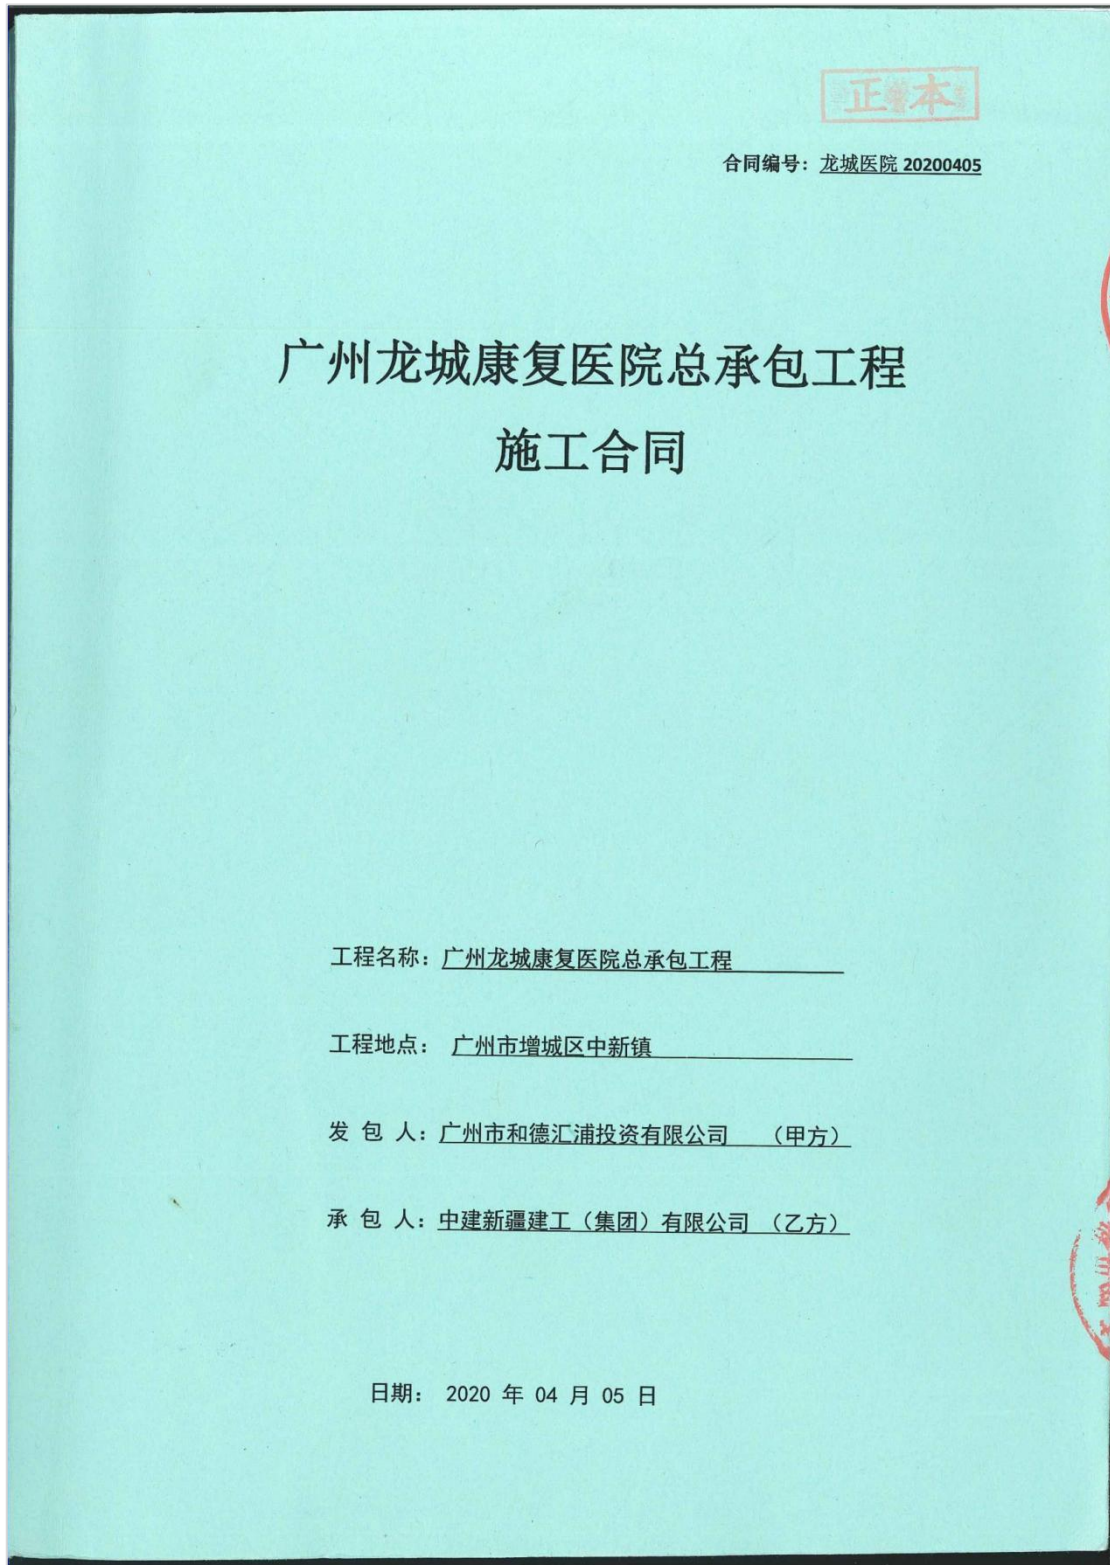 正本
合同编号：龙城医院 20200405
广州龙城康复医院总承包工程
施工合同
工程名称：广州龙城康复医院总承包工程
工程地点： 广州市增城区中新镇
发 包 人：广州市和德汇浦投资有限公司 （甲方）
承 包 人：中建新疆建工（集团）有限公司 （乙方）
日期： 2020 年 04 月 05 日